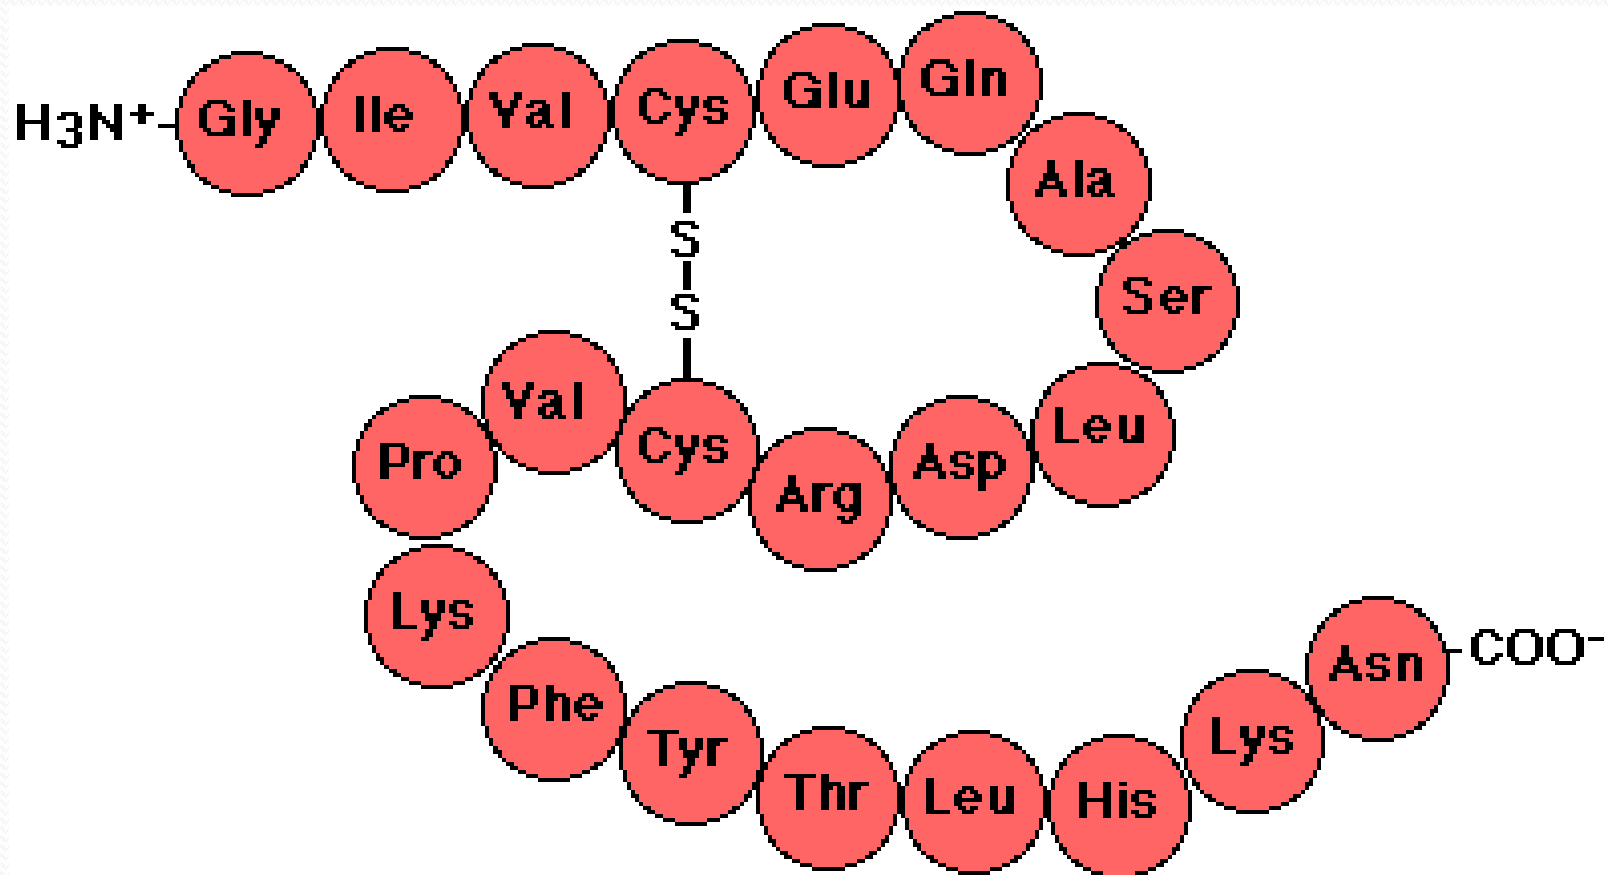 H3N+ Gly Ile Val Cys Glu Gln
Ala
Ser
S
S
Val Cys Arg Asp Leu
Pro
Lys
Phe Tyr Thr Leu His Lys Asn COO-